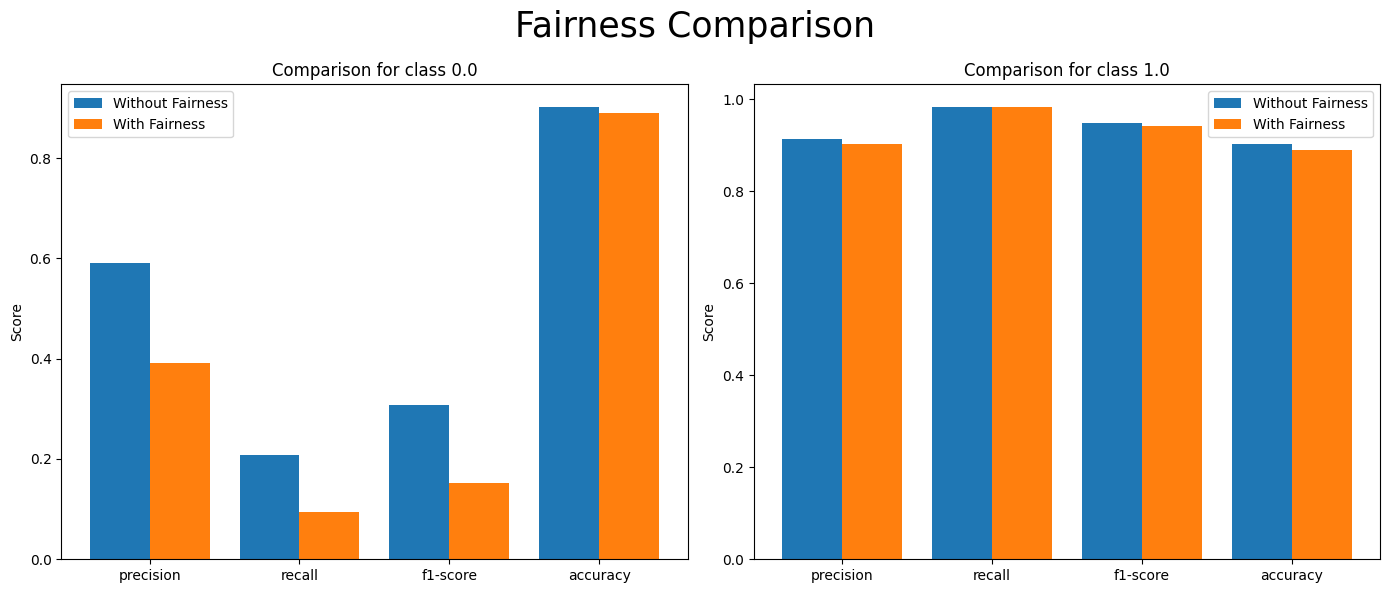 Fairness Comparison
Comparison for class 0.0
Without Fairness
With Fairness
Score
0.8
0.6
0.4
0.2
0.0
precision recall f1-score accuracy
Comparison for class 1.0
Without Fairness
With Fairness
Score
1.0
0.8
0.6
0.4
0.2
0.0
precision recall f1-score accuracy